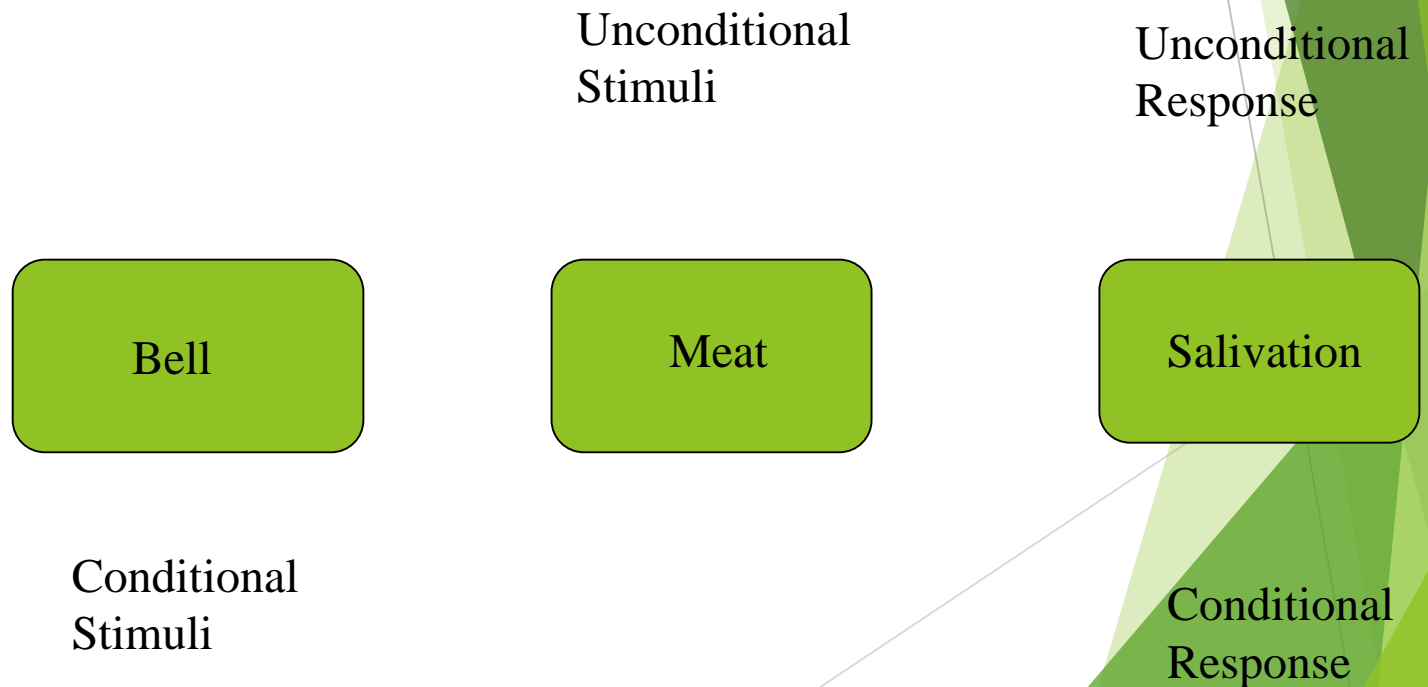 Unconditional
Stimuli
Unconditional
Response
Bell
Meat
Salivation
Conditional
Stimuli
Conditional
Response